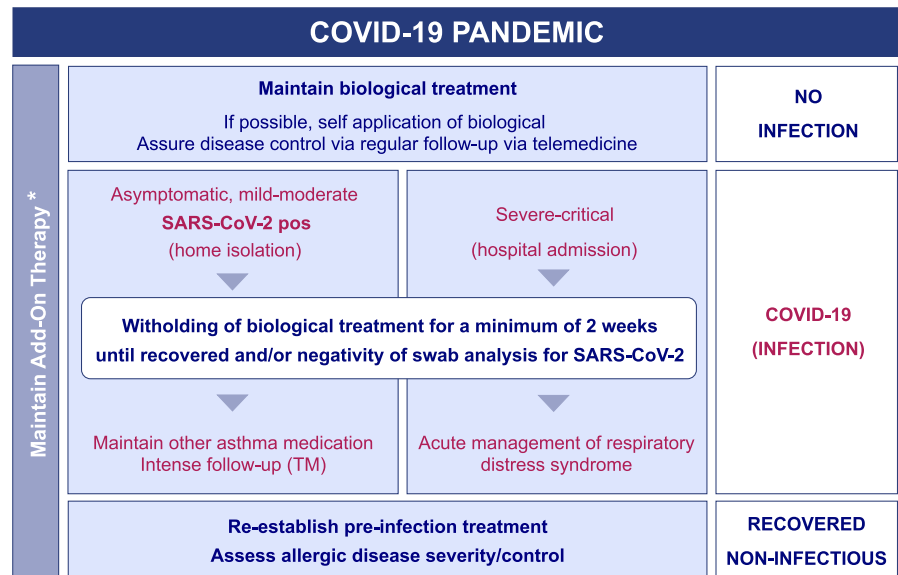 COVID-19 PANDEMIC
Maintain Add-On Therapy *
Maintain biological treatment
If possible, self application of biological
Assure disease control via regular follow-up via telemedicine
NO
INFECTION
Asymptomatic, mild-moderate
SARS-CoV-2 pos
(home isolation)
Severe-critical
(hospital admission)
Witholding of biological treatment for a minimum of 2 weeks
until recovered and/or negativity of swab analysis for SARS-CoV-2
Maintain other asthma medication
Intense follow-up (TM)
Acute management of respiratory
distress syndrome
COVID-19
(INFECTION)
Re-establish pre-infection treatment
Assess allergic disease severity/control
RECOVERED
NON-INFECTIOUS